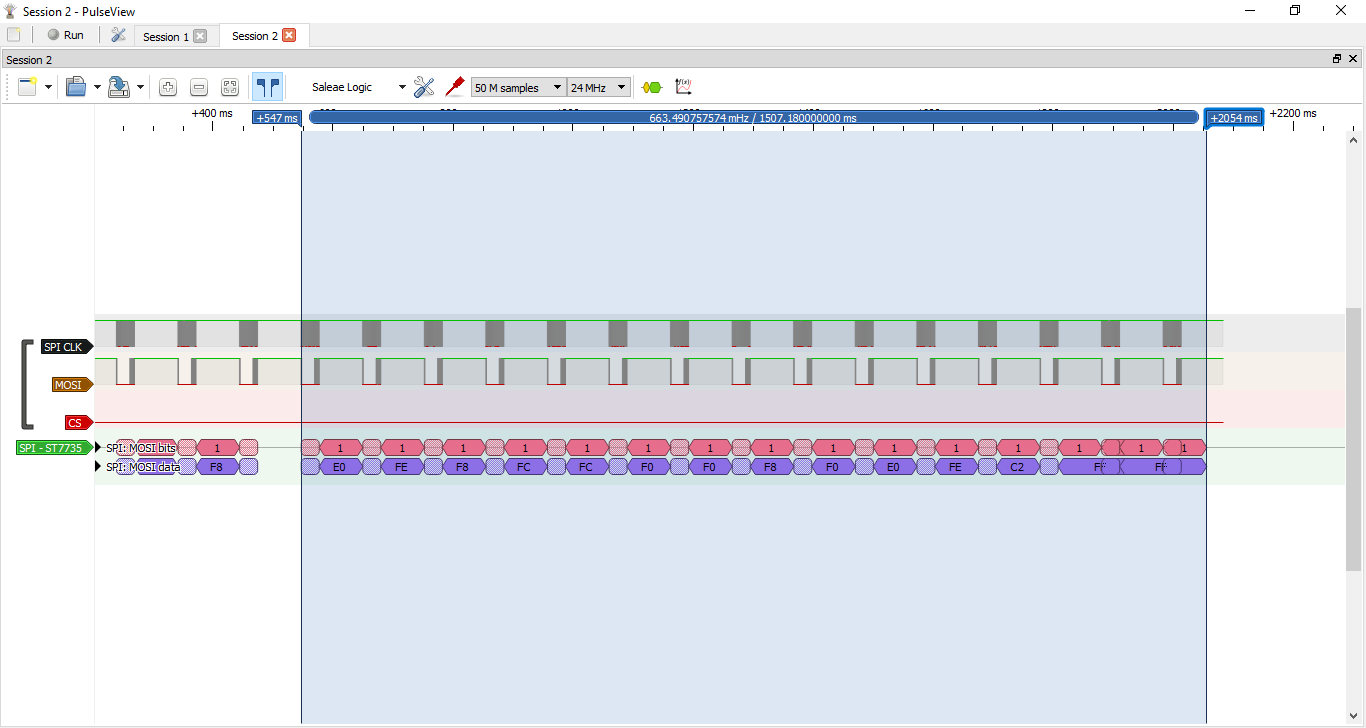 Session 2 - PulseView
Run
Session 1
Session 2
Session 2
Saleae Logic
50 M samples
24 MHz
f(x)
+400 ms
+547 ms
663.490757574 mHz / 1507.180000000 ms
+2054 ms
+2200 ms
SPI CLK
MOSI
CS
SPI - ST7735
SPI: MOSI bits
1 1 1 1 1 1 1 1 1 1 1 1 1 1 1 1
SPI: MOSI data
F8 E0 FE F8 FC FC F0 F0 F8 F0 E0 FE C2 FF